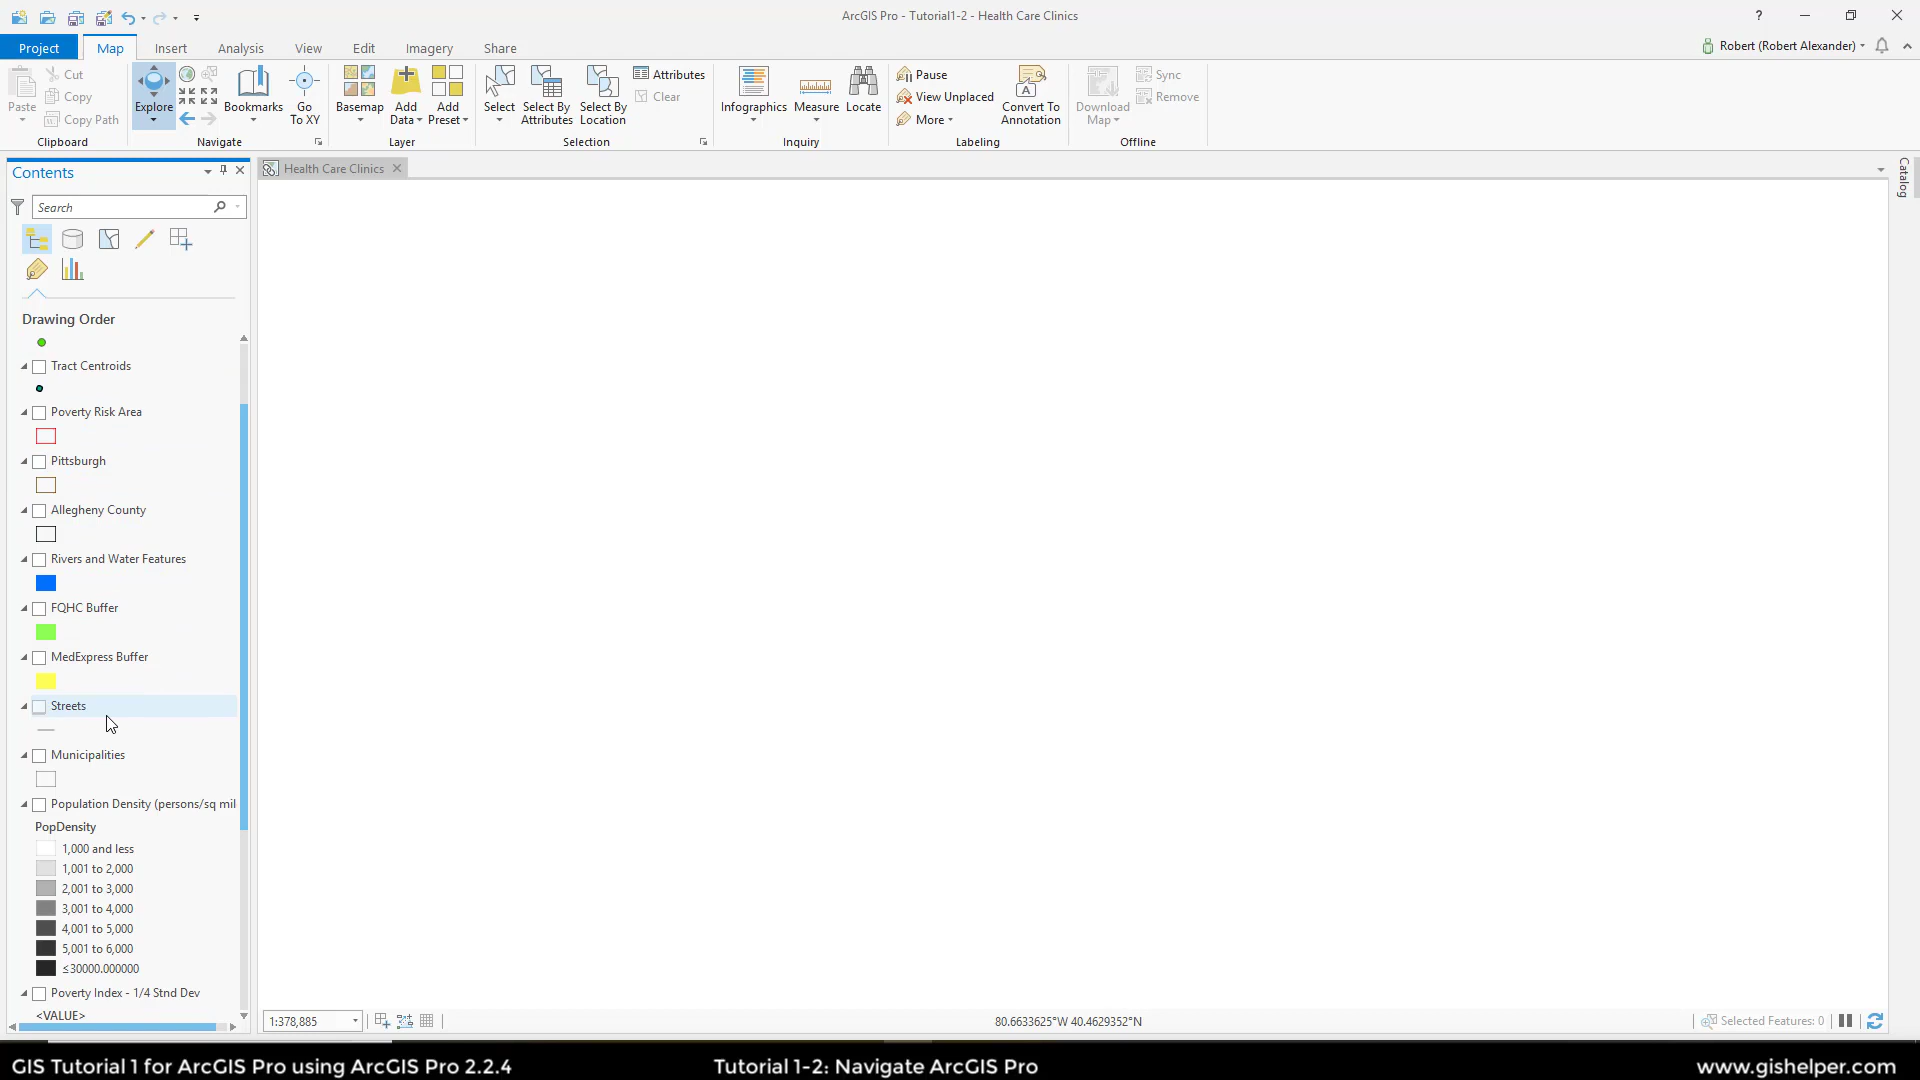 ArcGIS Pro - Tutorial1-2 - Health Care Clinics
?
Project Map Insert Analysis View Edit Imagery Share
Robert (Robert Alexander)
Paste
Cut
Copy
Copy Path
Clipboard
Explore
Bookmarks
Go To XY
Navigate
Basemap
Add Data
Add Preset
Layer
Select
Select By Attributes
Select By Location
Attributes
Clear
Selection
Infographics
Measure
Locate
Inquiry
Pause
View Unplaced
More
Convert To Annotation
Labeling
Download Map
Sync
Remove
Offline
Contents
Search
Drawing Order
Tract Centroids
Poverty Risk Area
Pittsburgh
Allegheny County
Rivers and Water Features
FQHC Buffer
MedExpress Buffer
Streets
Municipalities
Population Density (persons/sq mil
PopDensity
1,000 and less
1,001 to 2,000
2,001 to 3,000
3,001 to 4,000
4,001 to 5,000
5,001 to 6,000
≤30000.000000
Poverty Index - 1/4 Stnd Dev
<VALUE>
Health Care Clinics
Catalog
1:378,885
80.6633625°W 40.4629352°N
Selected Features: 0
GIS Tutorial 1 for ArcGIS Pro using ArcGIS Pro 2.2.4
Tutorial 1-2: Navigate ArcGIS Pro
www.gishelper.com